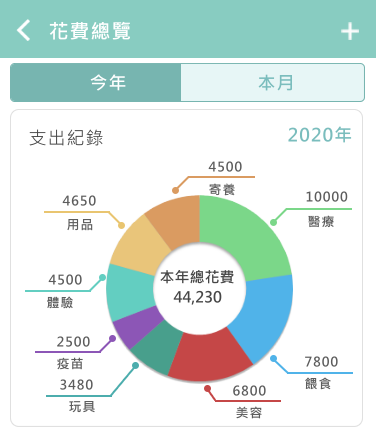 花費總覽
今年
本月
支出紀錄
2020年
4500
寄養
10000
醫療
4650
用品
4500
體驗
2500
疫苗
3480
玩具
6800
美容
7800
餵食
本年總花費
44,230